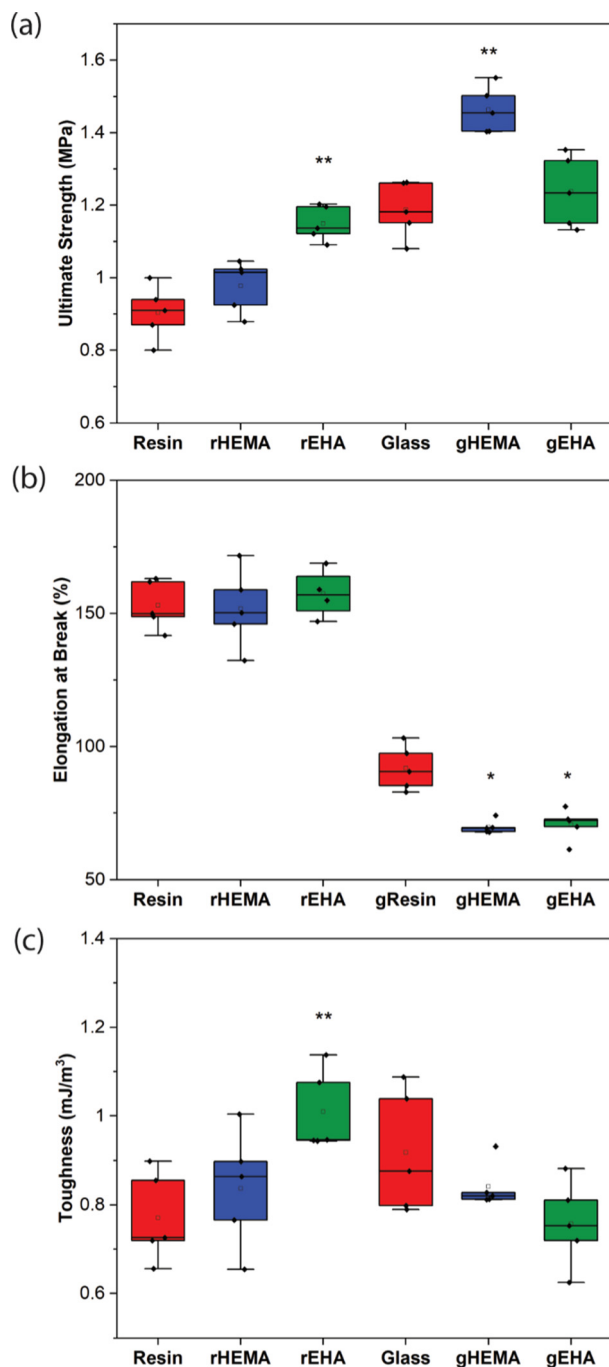 (a)
Ultimate Strength (MPa)
1.6
1.4
1.2
1
0.8
0.6
**
**
Resin rHEMA rEHA Glass gHEMA gEHA
(b)
Elongation at Break (%)
200
150
100
50
* *
Resin rHEMA rEHA gResin gHEMA gEHA
(c)
Toughness (mJ/m³)
1.4
1.2
1
0.8
0.6
**
Resin rHEMA rEHA Glass gHEMA gEHA